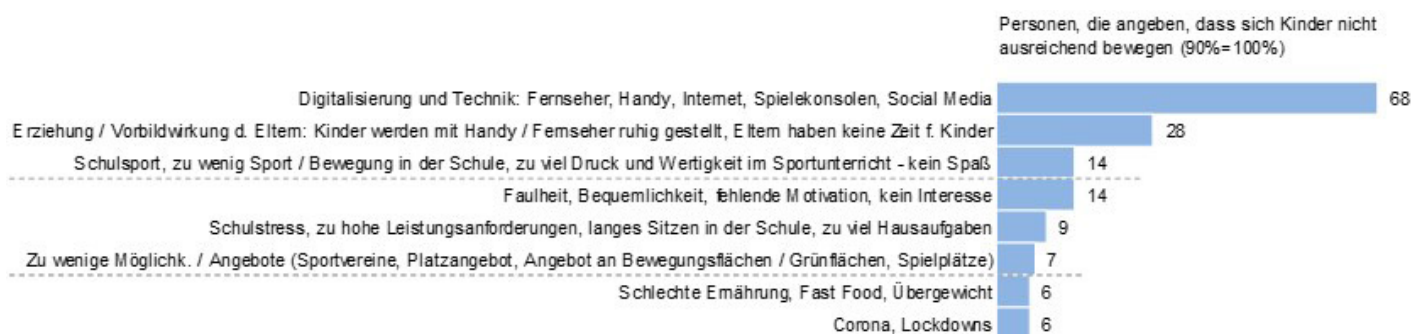 Personen, die angeben, dass sich Kinder nicht
ausreichend bewegen (90%=100%)
Digitalisierung und Technik: Fernseher, Handy, Internet, Spielekonsolen, Social Media 68
Erziehung / Vorbildwirkung d. Eltern: Kinder werden mit Handy / Fernseher ruhig gestellt, Eltern haben keine Zeit f. Kinder 28
Schulsport, zu wenig Sport / Bewegung in der Schule, zu viel Druck und Wertigkeit im Sportunterricht - kein Spaß 14
Faulheit, Bequemlichkeit, fehlende Motivation, kein Interesse 14
Schulstress, zu hohe Leistungsanforderungen, langes Sitzen in der Schule, zu viel Hausaufgaben 9
Zu wenige Möglichk. / Angebote (Sportvereine, Platzangebot, Angebot an Bewegungsflächen / Grünflächen, Spielplätze) 7
Schlechte Ernährung, Fast Food, Übergewicht 6
Corona, Lockdowns 6